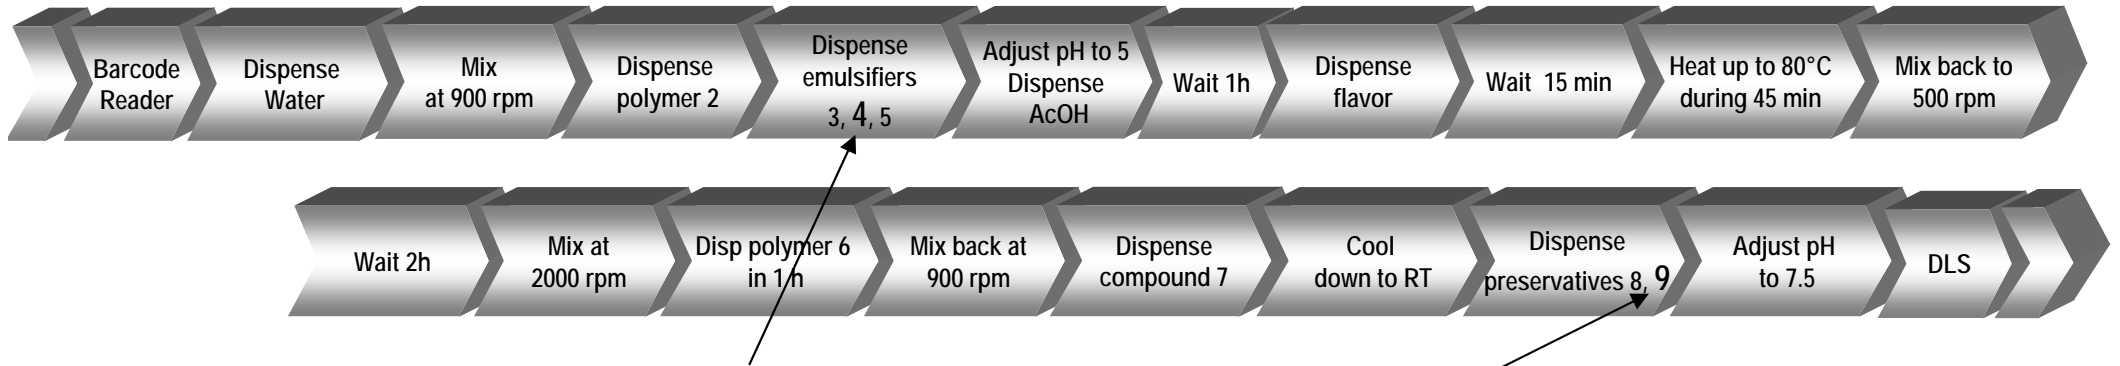 Barcode
Reader
Dispense
Water
Mix
at 900 rpm
Dispense
polymer 2
Dispense
emulsifiers
3, 4, 5
Adjust pH to 5
Dispense
AcOH
Wait 1h
Dispense
flavor
Wait 15 min
Heat up to 80°C
during 45 min
Mix back to
500 rpm
Wait 2h
Mix at
2000 rpm
Disp polymer 6
in 1 h
Mix back at
900 rpm
Dispense
compound 7
Cool
down to RT
Dispense
preservatives 8, 9
Adjust pH
to 7.5
DLS